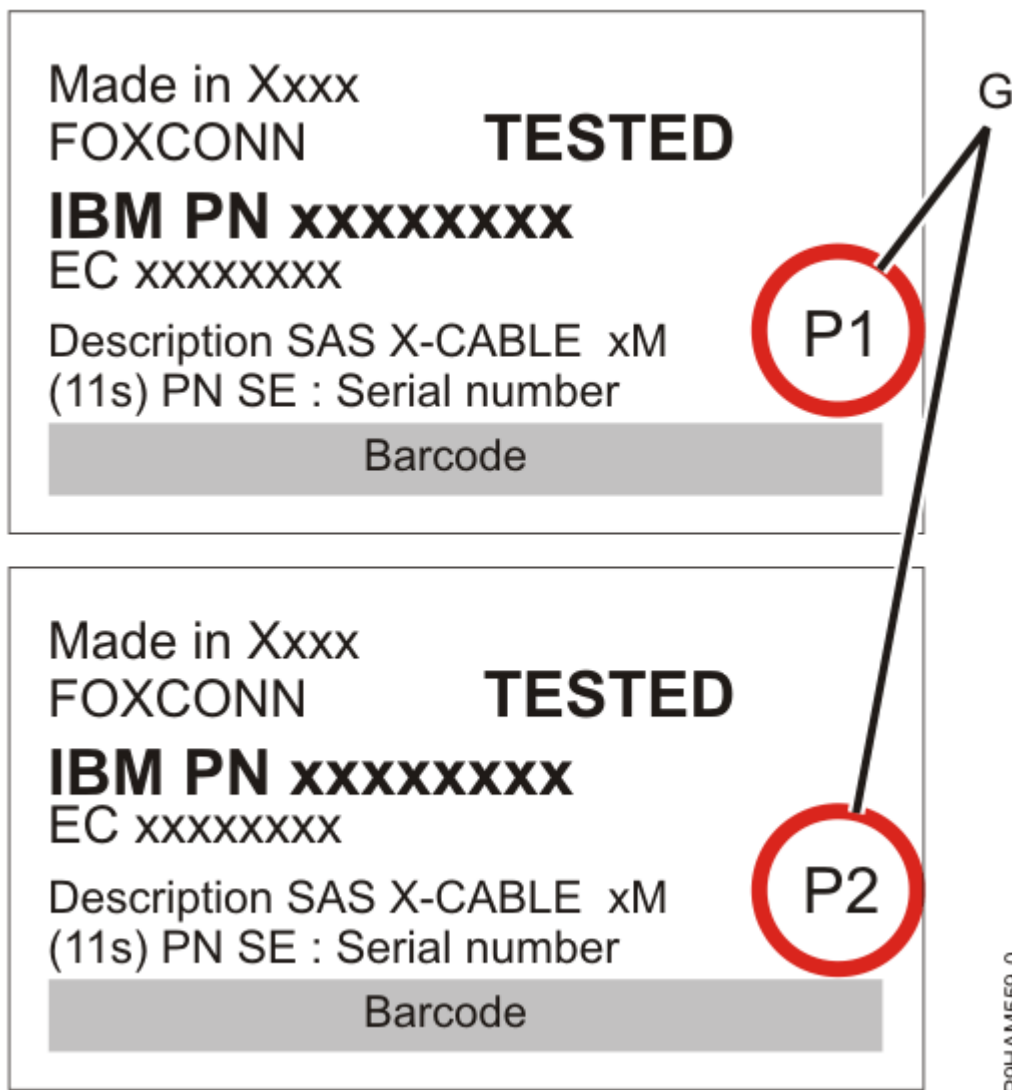 Made in Xxxx
FOXCONN TESTED
IBM PN xxxxxxxx
EC xxxxxxxx
Description SAS X-CABLE xM
(11s) PN SE : Serial number
Barcode
P1
G
Made in Xxxx
FOXCONN TESTED
IBM PN xxxxxxxx
EC xxxxxxxx
Description SAS X-CABLE xM
(11s) PN SE : Serial number
Barcode
P2